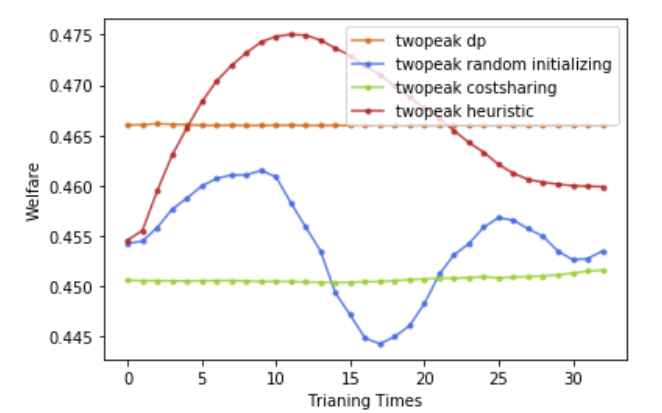 0.475
0.470
0.465
0.460
0.455
0.450
0.445
Welfare
twopeak dp
twopeak random initializing
twopeak costsharing
twopeak heuristic
0 5 10 15 20 25 30
Trianing Times